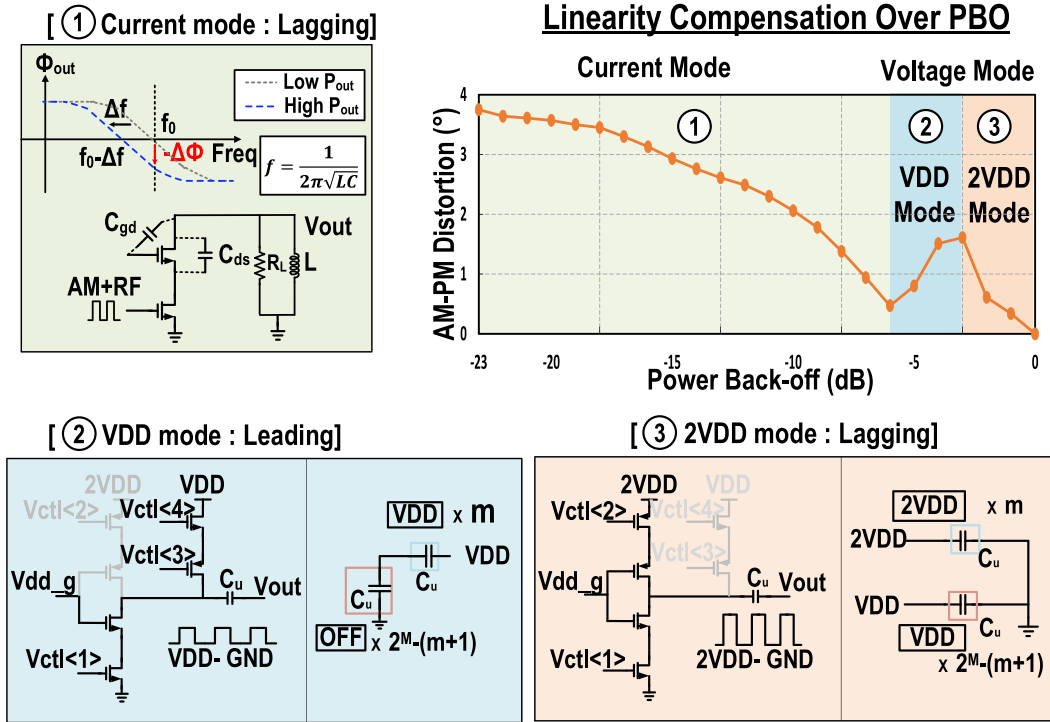 [ ① Current mode : Lagging]
Φout
Low Pout
High Pout
Δf
f0
f0-Δf
-ΔΦ
Freq
f = 1 / 2π√LC
Cgd
Vout
Cds
RL
L
AM+RF
Linearity Compensation Over PBO
Current Mode
Voltage Mode
AM-PM Distortion (°)
4
3
2
1
0
①
②
③
VDD Mode
2VDD Mode
-23
-20
-15
-10
-5
0
Power Back-off (dB)
[ ② VDD mode : Leading]
2VDD
VDD
Vctl<2>
Vctl<4>
Vctl<3>
Vdd_g
Cu
Vout
Vctl<1>
VDD- GND
VDD x m
VDD
Cu
Cu
OFF x 2^M-(m+1)
[ ③ 2VDD mode : Lagging]
2VDD
VDD
Vctl<2>
Vctl<4>
Vctl<3>
Vdd_g
Cu
Vout
Vctl<1>
2VDD- GND
2VDD x m
2VDD
Cu
VDD
Cu
VDD
x 2^M-(m+1)